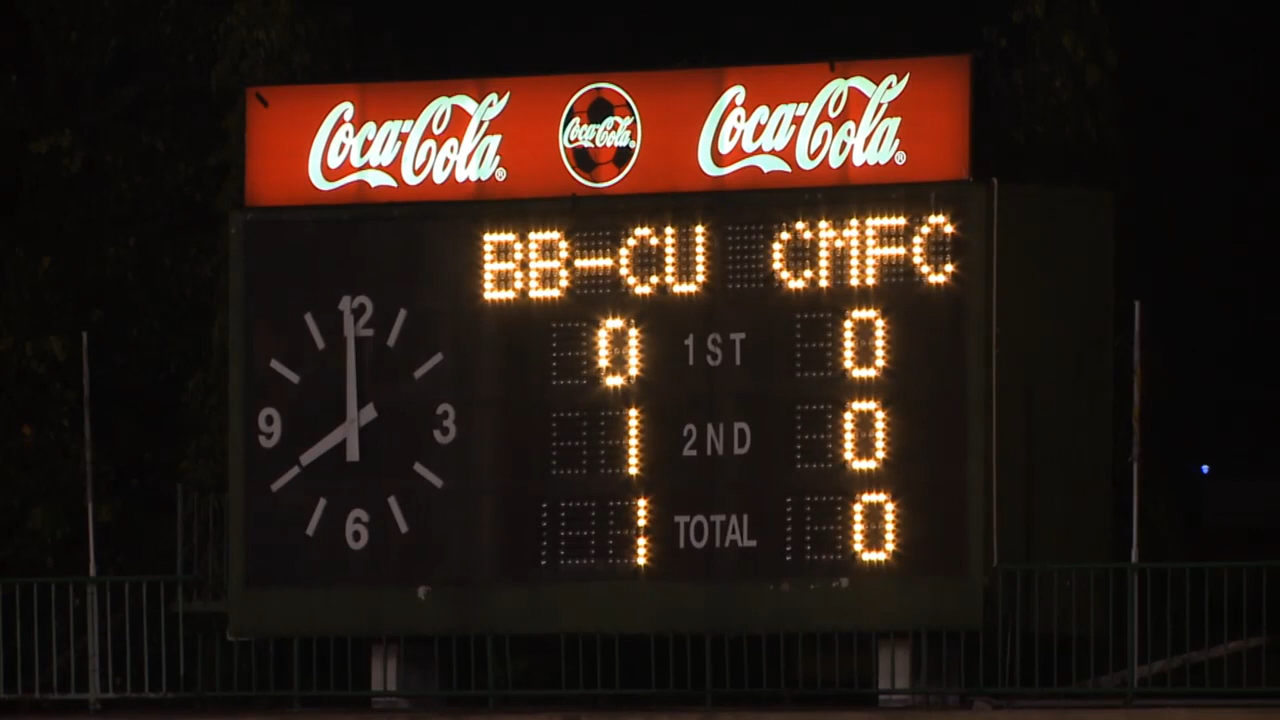 Coca-Cola® Coca-Cola® Coca-Cola®
BB-CU CMFC
12
0 1ST 0
9 3
1 2ND 0
6
1 TOTAL 0